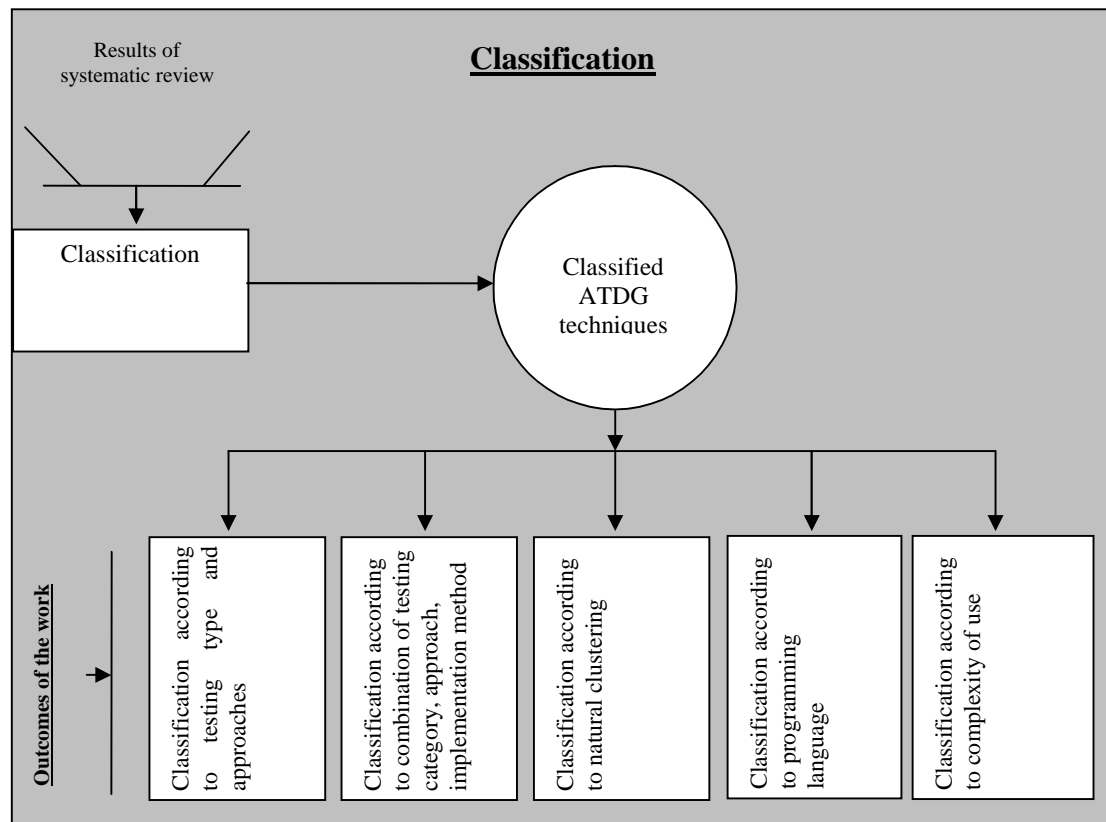 Results of
systematic review
Classification
Classification
Classified
ATDG
techniques
Outcomes of the work
Classification according
to testing type and
approaches
Classification according
to combination of testing
category, approach,
implementation method
Classification according
to natural clustering
Classification according
to programming
language
Classification according
to complexity of use